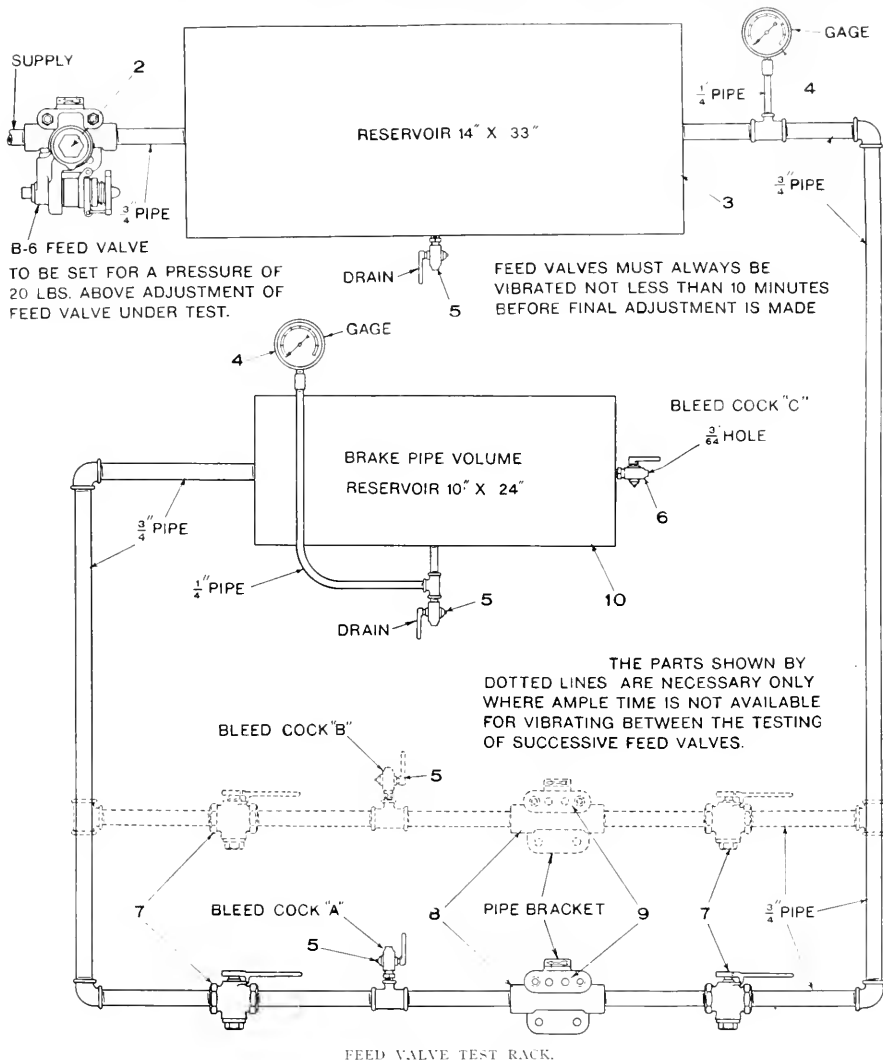 GAGE
SUPPLY
2
4
1/4" PIPE
RESERVOIR 14" X 33"
3/4" PIPE
3/4" PIPE
3
B-6 FEED VALVE
TO BE SET FOR A PRESSURE OF
20 LBS. ABOVE ADJUSTMENT OF
FEED VALVE UNDER TEST.
DRAIN
5
FEED VALVES MUST ALWAYS BE
VIBRATED NOT LESS THAN 10 MINUTES
BEFORE FINAL ADJUSTMENT IS MADE
4
GAGE
BLEED COCK "C"
3/64" HOLE
BRAKE PIPE VOLUME
RESERVOIR 10" X 24"
6
3/4" PIPE
1/4" PIPE
5
10
DRAIN
THE PARTS SHOWN BY
DOTTED LINES ARE NECESSARY ONLY
WHERE AMPLE TIME IS NOT AVAILABLE
FOR VIBRATING BETWEEN THE TESTING
OF SUCCESSIVE FEED VALVES.
BLEED COCK "B"
5
7
BLEED COCK "A"
8
PIPE BRACKET
9
7
3/4" PIPE
5
FEED VALVE TEST RACK.